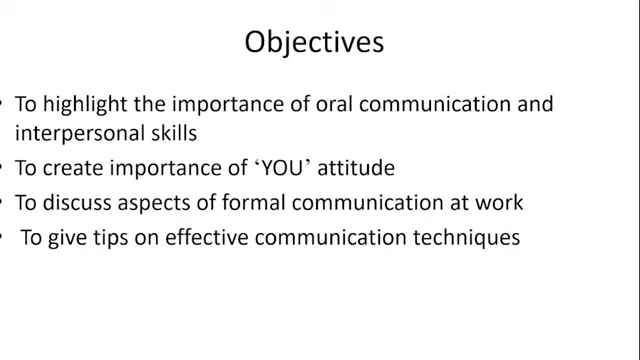 Objectives
• To highlight the importance of oral communication and
interpersonal skills
• To create importance of ‘YOU’ attitude
• To discuss aspects of formal communication at work
• To give tips on effective communication techniques